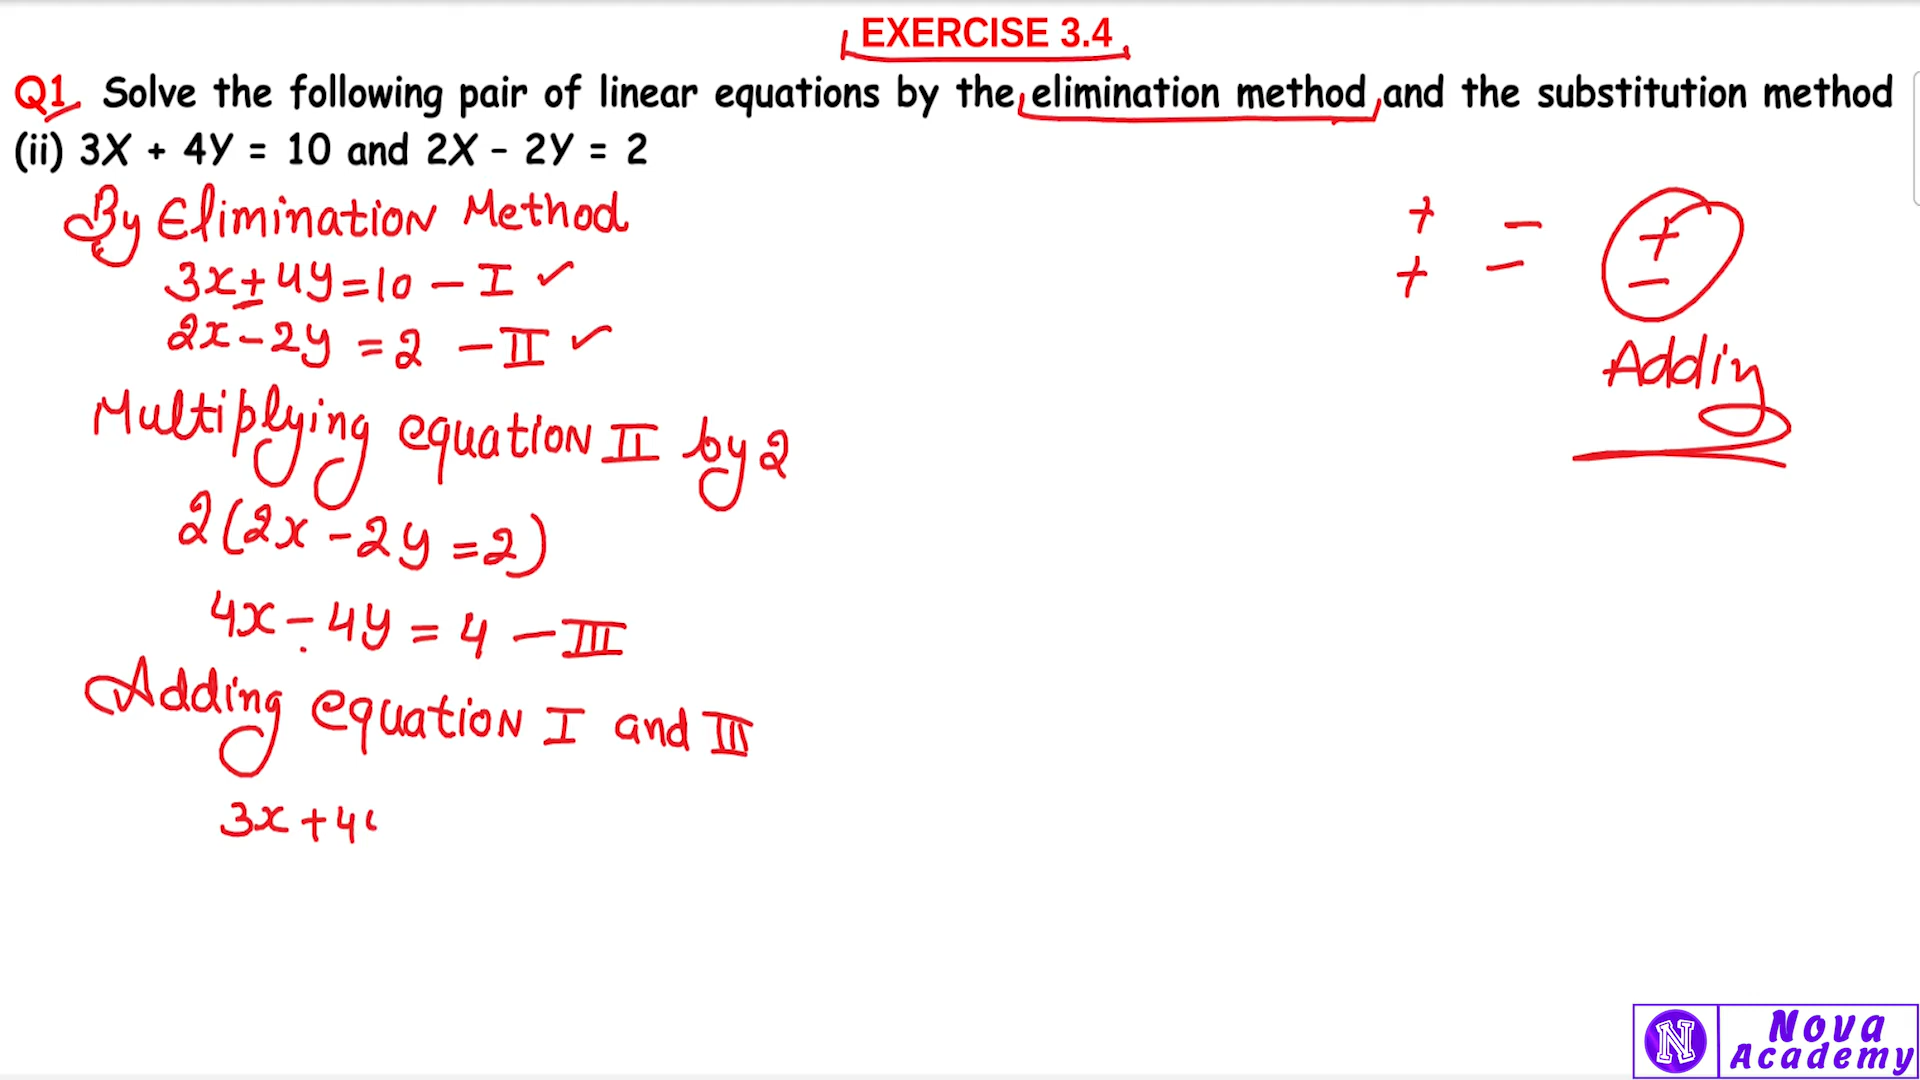 EXERCISE 3.4
Q1. Solve the following pair of linear equations by the elimination method and the substitution method
(ii) 3X + 4Y = 10 and 2X - 2Y = 2
By Elimination Method
3x + 4y = 10 - I ✓
2x - 2y = 2 - II ✓
Multiplying equation II by 2
2(2x - 2y = 2)
4x - 4y = 4 - III
Adding equation I and III
3x + 4
+ - +
+ - -
Adding
N Nova
Academy